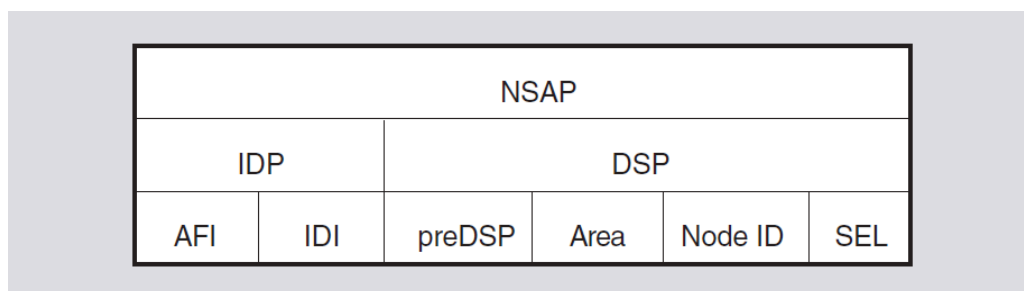 NSAP
IDP DSP
AFI IDI preDSP Area Node ID SEL